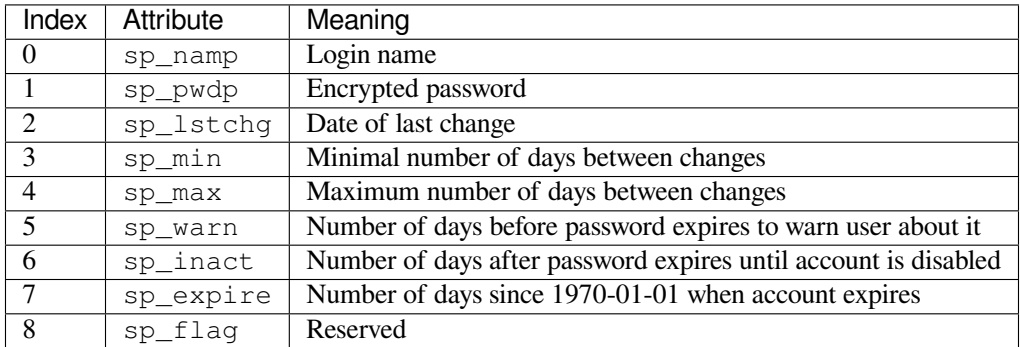 Index Attribute Meaning
0 sp_namp Login name
1 sp_pwdp Encrypted password
2 sp_lstchg Date of last change
3 sp_min Minimal number of days between changes
4 sp_max Maximum number of days between changes
5 sp_warn Number of days before password expires to warn user about it
6 sp_inact Number of days after password expires until account is disabled
7 sp_expire Number of days since 1970-01-01 when account expires
8 sp_flag Reserved